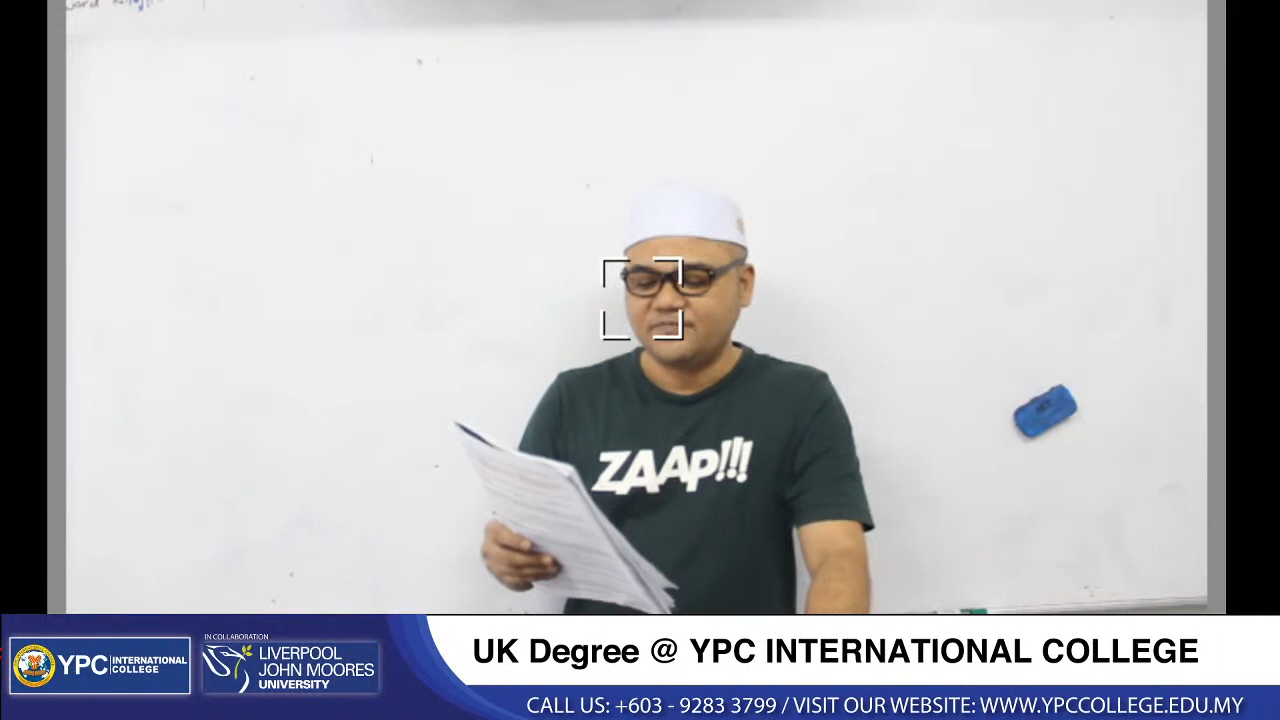 ZAAP!!!
YPC INTERNATIONAL
COLLEGE
IN COLLABORATION
LIVERPOOL
JOHN MOORES
UNIVERSITY
UK Degree @ YPC INTERNATIONAL COLLEGE
CALL US: +603 - 9283 3799 / VISIT OUR WEBSITE: WWW.YPCCOLLEGE.EDU.MY